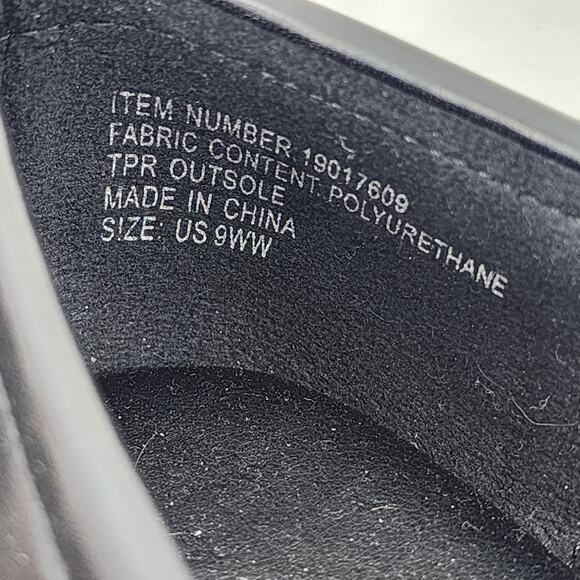 ITEM NUMBER 19017609
FABRIC CONTENT: POLYURETHANE
TPR OUTSOLE
MADE IN CHINA
SIZE: US 9WW